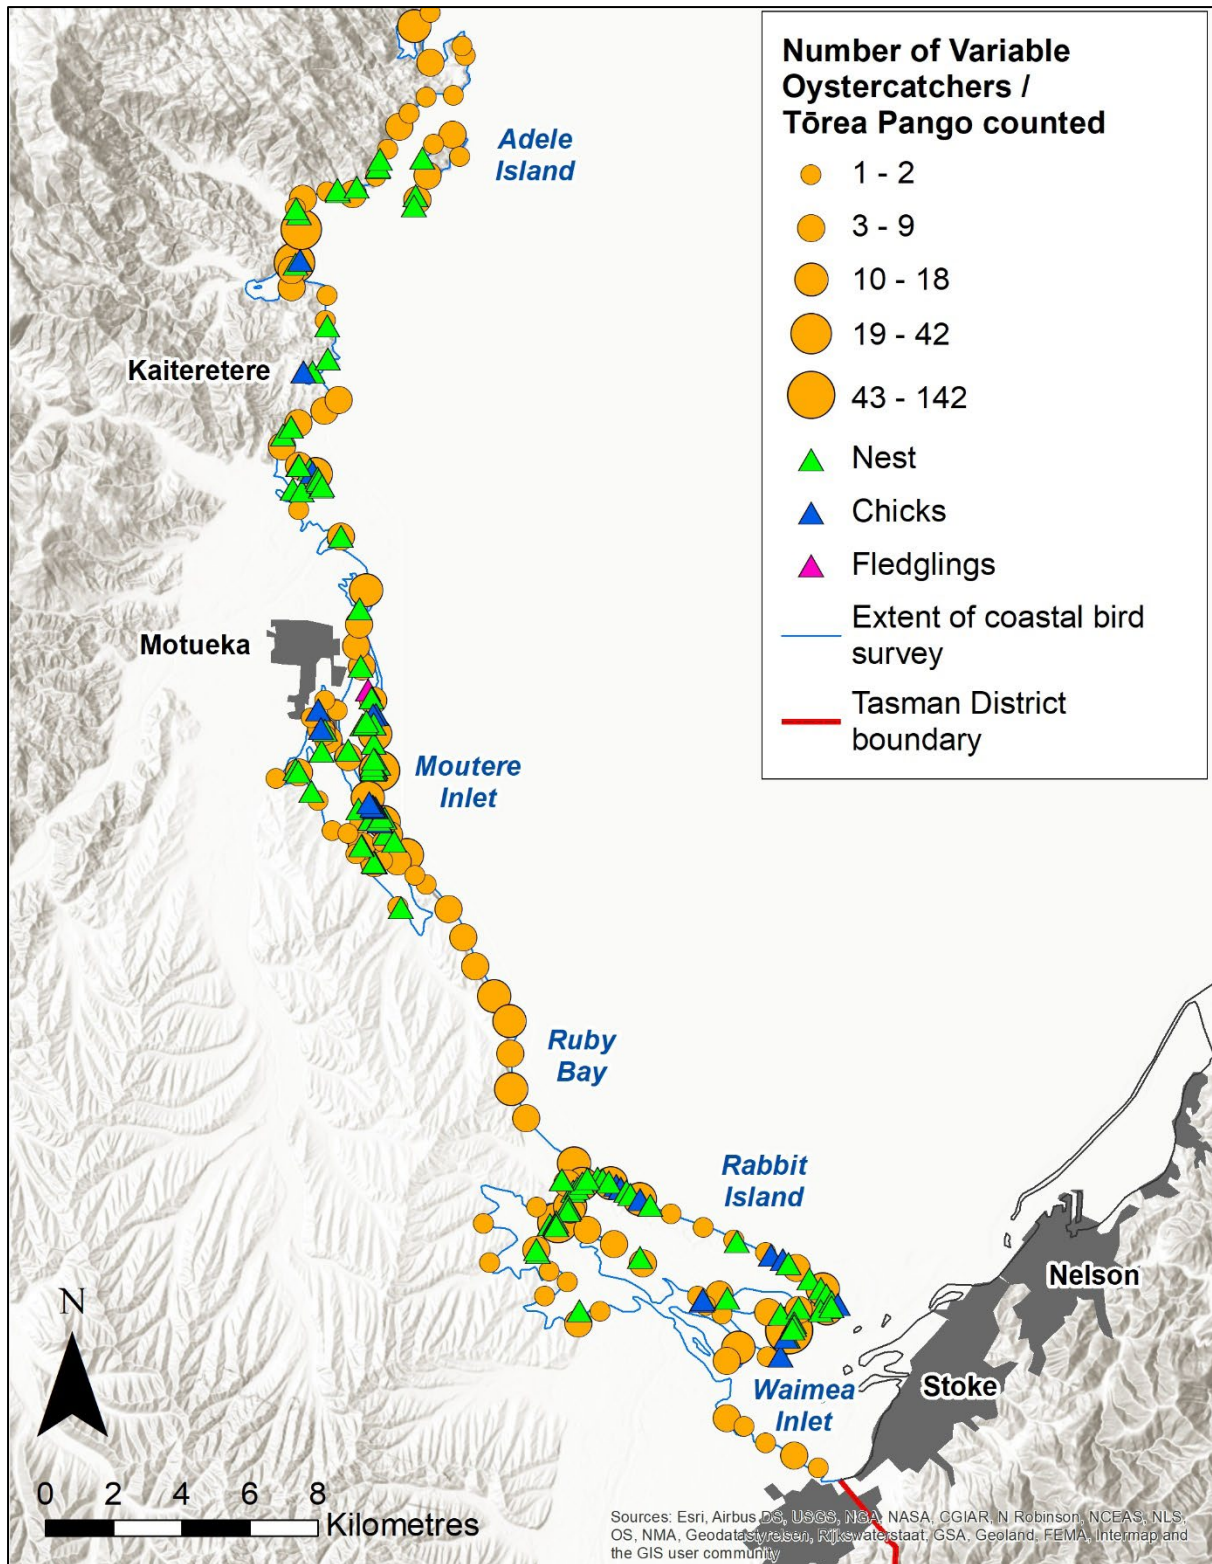 Number of Variable
Oystercatchers /
Tōrea Pango counted
1 - 2
3 - 9
10 - 18
19 - 42
43 - 142
Nest
Chicks
Fledglings
Extent of coastal bird
survey
Tasman District
boundary
Adele
Island
Kaiteretere
Motueka
Moutere
Inlet
Ruby
Bay
Rabbit
Island
Nelson
Stoke
Waimea
Inlet
N
0 2 4 6 8
Kilometres
Sources: Esri, Airbus DS, USGS, NGA, NASA, CGIAR, N Robinson, NCEAS, NLS,
OS, NMA, Geodatastyrelsen, Rijkswaterstaat, GSA, Geoland, FEMA, Intermap and
the GIS user community